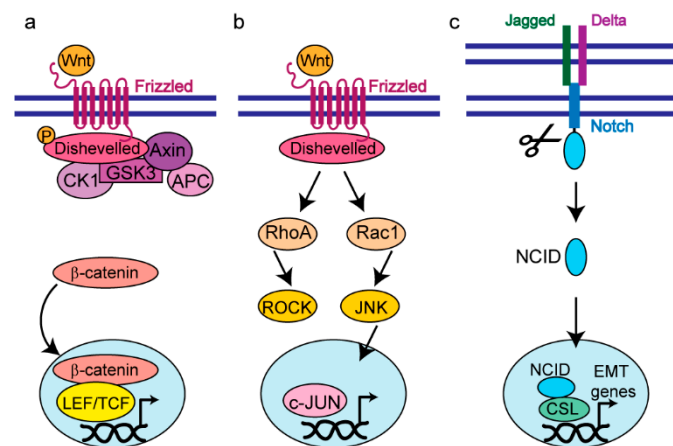 a
Wnt
Frizzled
P
Dishevelled
Axin
CK1
GSK3
APC
β-catenin
β-catenin
LEF/TCF
b
Wnt
Frizzled
Dishevelled
RhoA
Rac1
ROCK
JNK
c-JUN
c
Jagged
Delta
Notch
NCID
NCID
EMT
genes
CSL